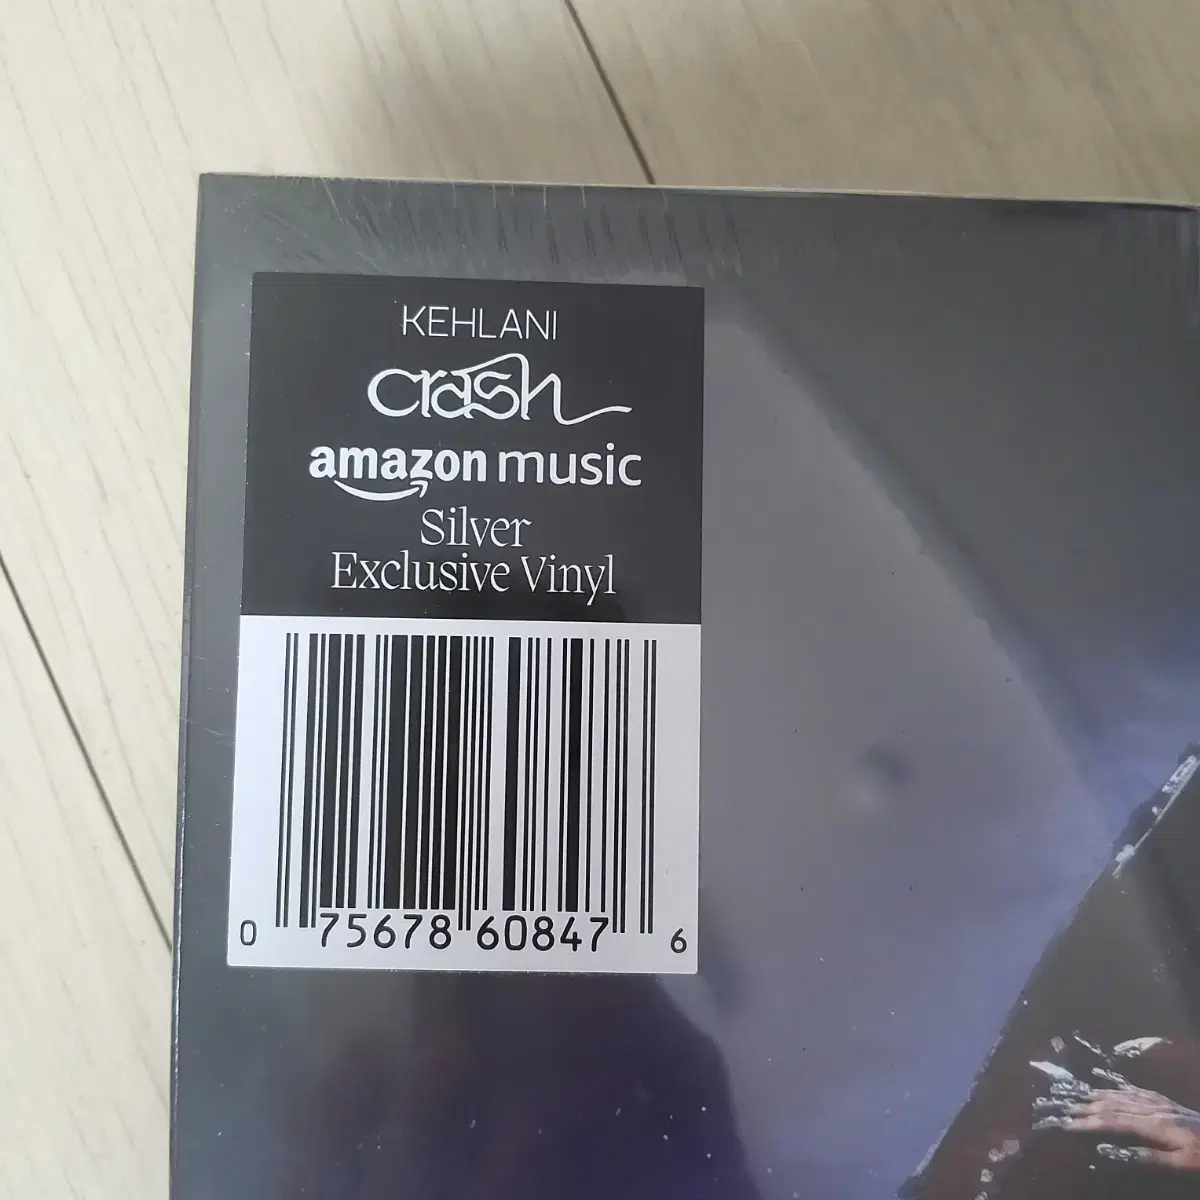 KEHLANI
crash
amazon music
Silver
Exclusive Vinyl
0 75678 60847 6